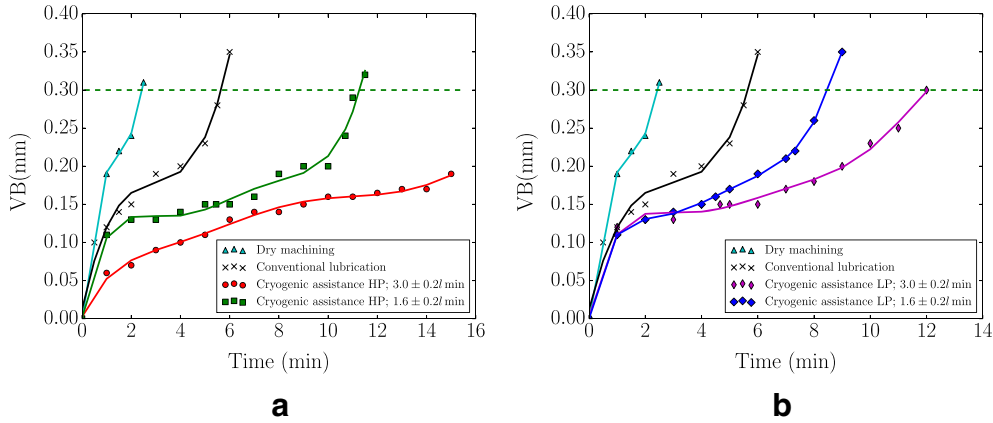 0.40
0.35
0.30
0.25
0.20
0.15
0.10
0.05
0.00
VB(mm)
0 2 4 6 8 10 12 14 16
Time (min)
Dry machining
Conventional lubrication
Cryogenic assistance HP; 3.0 ± 0.2l min
Cryogenic assistance HP; 1.6 ± 0.2l min
a
0.40
0.35
0.30
0.25
0.20
0.15
0.10
0.05
0.00
VB(mm)
0 2 4 6 8 10 12 14
Time (min)
Dry machining
Conventional lubrication
Cryogenic assistance LP; 3.0 ± 0.2l min
Cryogenic assistance LP; 1.6 ± 0.2l min
b